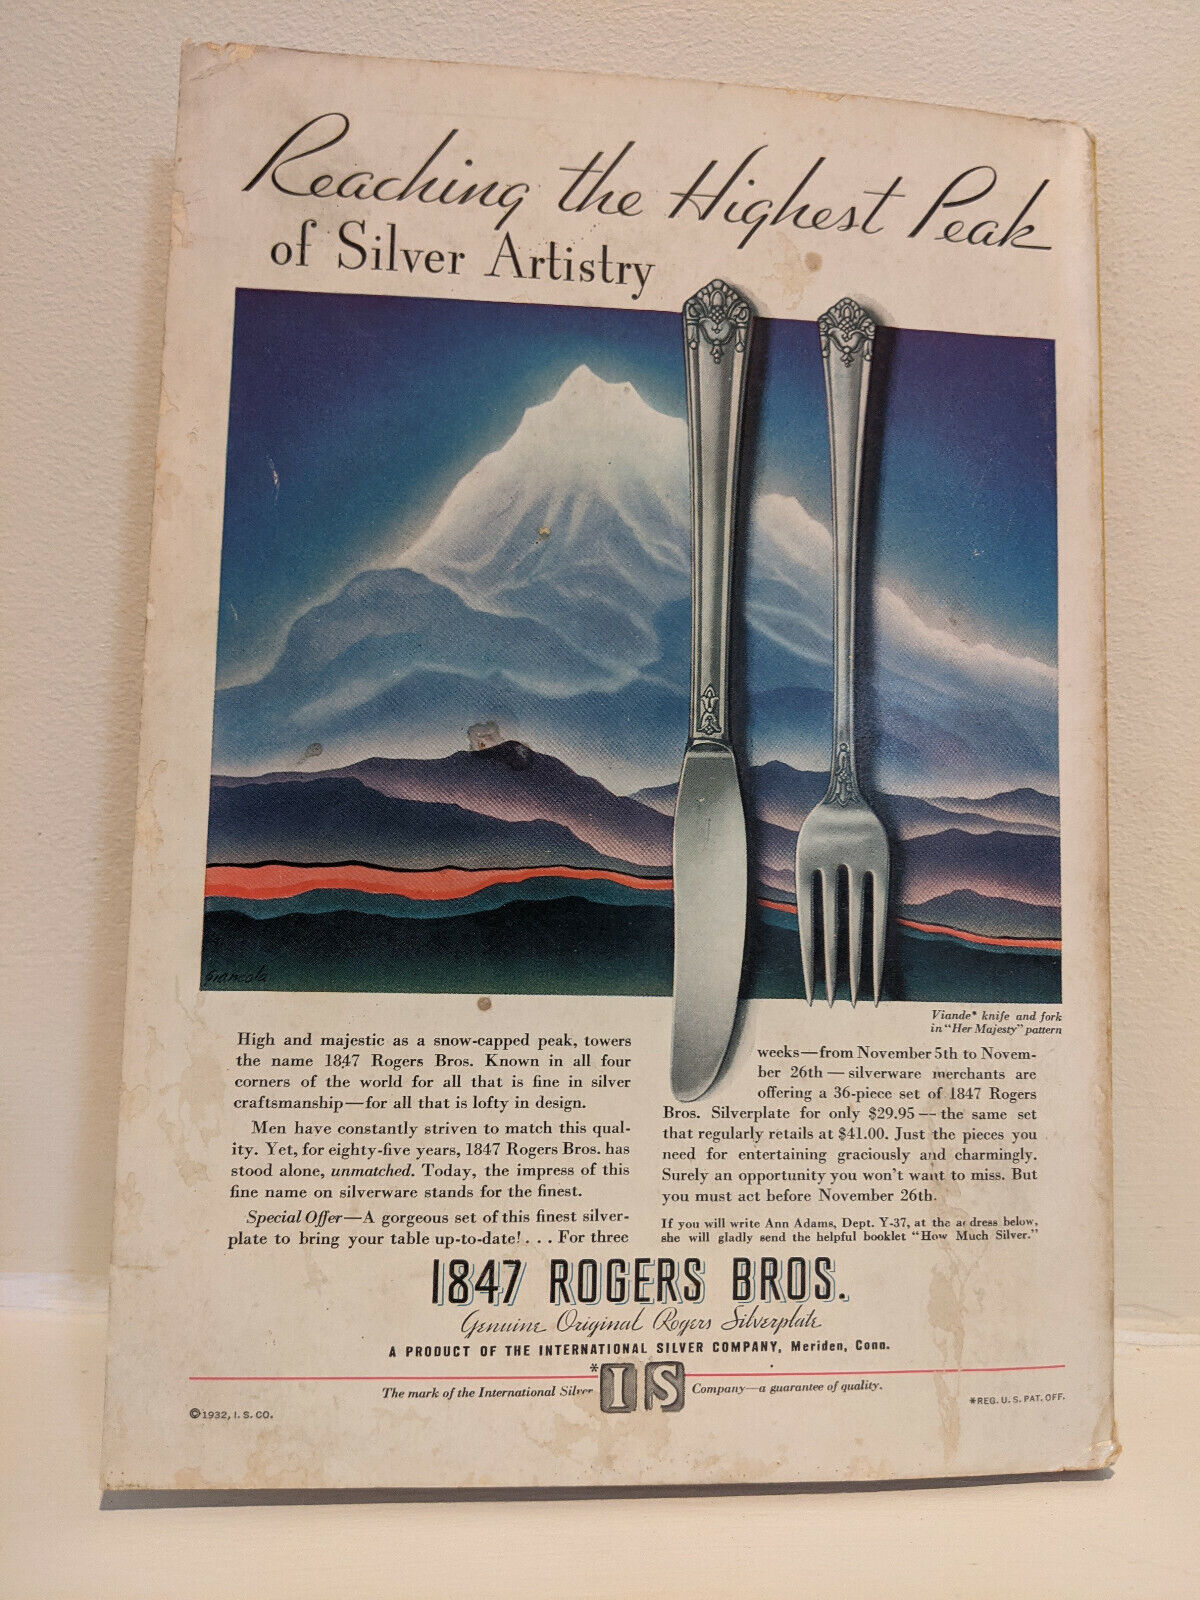 Reaching the Highest Peak
of Silver Artistry
Viande* knife and fork
in "Her Majesty" pattern
High and majestic as a snow-capped peak, towers
the name 1847 Rogers Bros. Known in all four
corners of the world for all that is fine in silver
craftsmanship—for all that is lofty in design.
Men have constantly striven to match this qual-
ity. Yet, for eighty-five years, 1847 Rogers Bros. has
stood alone, unmatched. Today, the impress of this
fine name on silverware stands for the finest.
Special Offer—A gorgeous set of this finest silver-
plate to bring your table up-to-date! . . . For three
weeks—from November 5th to Novem-
ber 26th — silverware merchants are
offering a 36-piece set of 1847 Rogers
Bros. Silverplate for only $29.95 — the same set
that regularly retails at $41.00. Just the pieces you
need for entertaining graciously and charmingly.
Surely an opportunity you won't want to miss. But
you must act before November 26th.
If you will write Ann Adams, Dept. Y-37, at the address below,
she will gladly send the helpful booklet "How Much Silver."
1847 ROGERS BROS.
Genuine Original Rogers Silverplate
A PRODUCT OF THE INTERNATIONAL SILVER COMPANY, Meriden, Conn.
The mark of the International Silver *IS Company—a guarantee of quality.
©1932, I. S. CO.
*REG. U. S. PAT. OFF.